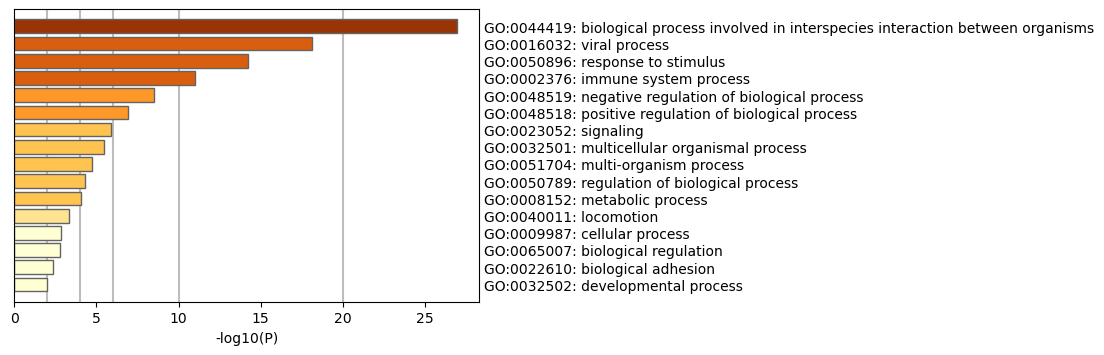 GO:0044419: biological process involved in interspecies interaction between organisms
GO:0016032: viral process
GO:0050896: response to stimulus
GO:0002376: immune system process
GO:0048519: negative regulation of biological process
GO:0048518: positive regulation of biological process
GO:0023052: signaling
GO:0032501: multicellular organismal process
GO:0051704: multi-organism process
GO:0050789: regulation of biological process
GO:0008152: metabolic process
GO:0040011: locomotion
GO:0009987: cellular process
GO:0065007: biological regulation
GO:0022610: biological adhesion
GO:0032502: developmental process
0 5 10 15 20 25
-log10(P)